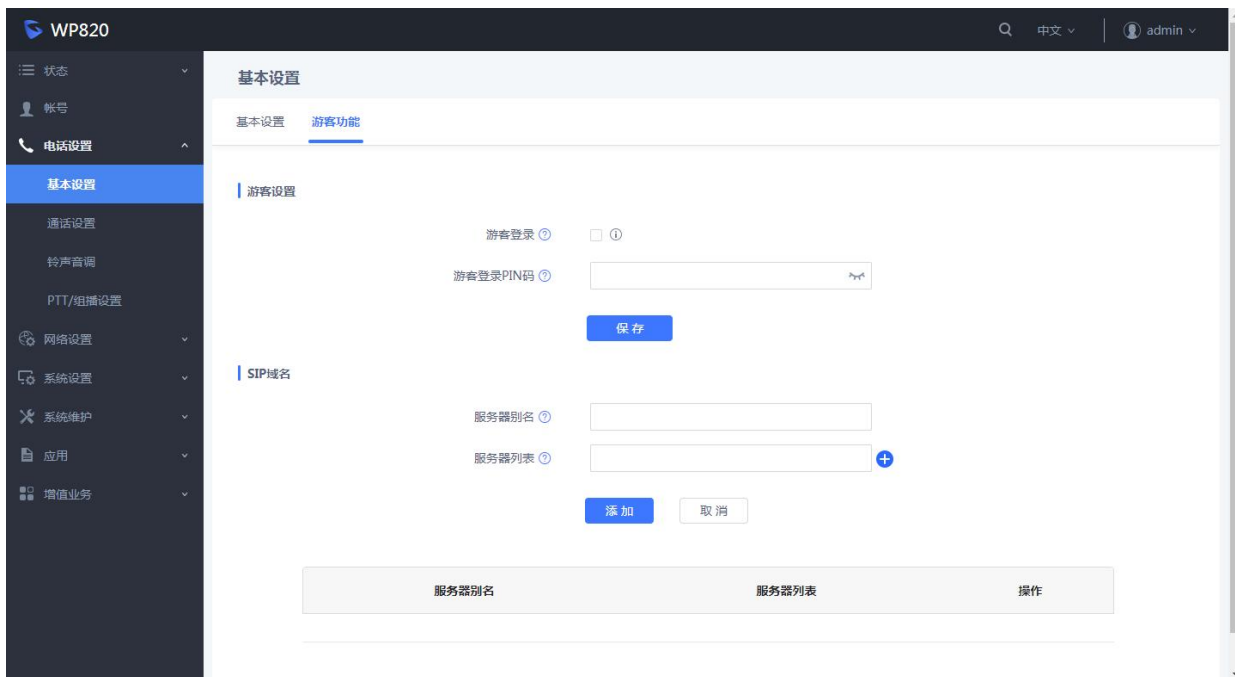 WP820
中文
admin
状态
帐号
电话设置
基本设置
通话设置
铃声音调
PTT/组播设置
网络设置
系统设置
系统维护
应用
增值业务
基本设置
基本设置 游客功能
游客设置
游客登录
游客登录PIN码
保存
SIP域名
服务器别名
服务器列表
添加 取消
服务器别名 服务器列表 操作